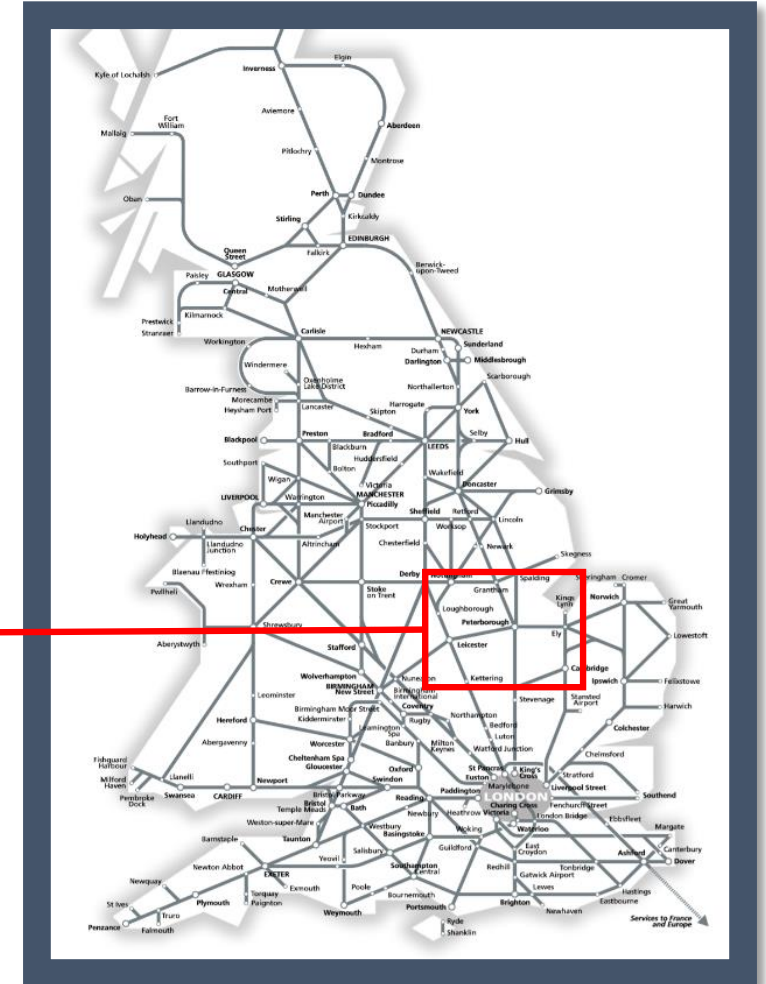 Elgin
Inverness
Kyle of Lochalsh
Aviemore
Fort
William
Mallaig
Aberdeen
Pitlochry
Montrose
Perth
Dundee
Oban
Stirling
Kirkcaldy
EDINBURGH
Queen
Street
Falkirk
Berwick-
upon-Tweed
Paisley
GLASGOW
Central
Motherwell
Prestwick
Kilmarnock
Stranraer
Carlisle
NEWCASTLE
Workington
Hexham
Sunderland
Durham
Darlington
Middlesbrough
Windermere
Scarborough
Oxenholme
Lake District
Barrow-in-Furness
Northallerton
Morecambe
Heysham Port
Lancaster
Harrogate
York
Skipton
Blackpool
Preston
Bradford
Selby
Hull
Blackburn
LEEDS
Huddersfield
Southport
Bolton
Wakefield
Wigan
Victoria
Doncaster
MANCHESTER
Piccadilly
LIVERPOOL
Warrington
Grimsby
Manchester
Airport
Sheffield
Retford
Lincoln
Llandudno
Stockport
Worksop
Holyhead
Chester
Llandudno
Junction
Altrincham
Chesterfield
Newark
Skegness
Blaenau Ffestiniog
Derby
Spalding
Cromer
Pwllheli
Wrexham
Crewe
Stoke
on Trent
Grantham
Loughborough
Kings
Lynn
Norwich
Great
Yarmouth
Shrewsbury
Peterborough
Ely
Lowestoft
Aberystwyth
Stafford
Leicester
Wolverhampton
Nuneaton
Kettering
Cambridge
Ipswich
Felixstowe
BIRMINGHAM
New Street
Birmingham
International
Leominster
Stevenage
Stansted
Airport
Harwich
Birmingham Moor Street
Coventry
Hereford
Kidderminster
Rugby
Northampton
Leamington
Spa
Bedford
Colchester
Worcester
Banbury
Milton
Keynes
Luton
Abergavenny
Watford Junction
Chelmsford
Cheltenham Spa
Gloucester
Oxford
St Pancras
King's
Cross
Stratford
Fishguard
Harbour
Euston
Milford
Haven
Llanelli
Newport
Swindon
Marylebone
Liverpool Street
Pembroke
Dock
Swansea
CARDIFF
Bristol Parkway
Paddington
LONDON
Southend
Bristol
Temple Meads
Bath
Reading
Charing Cross
Fenchurch Street
Newbury
Heathrow
Victoria
London Bridge
Ebbsfleet
Weston-super-Mare
Waterloo
Margate
Barnstaple
Taunton
Westbury
Basingstoke
Woking
Guildford
East
Croydon
Canterbury
Yeovil
Salisbury
Ashford
Dover
Newton Abbot
EXETER
Southampton
Central
Redhill
Tonbridge
Gatwick Airport
Newquay
Exmouth
Poole
Lewes
Hastings
St Ives
Plymouth
Torquay
Paignton
Bournemouth
Eastbourne
Truro
Weymouth
Portsmouth
Brighton
Newhaven
Penzance
Falmouth
Ryde
Shanklin
Services to France
and Europe